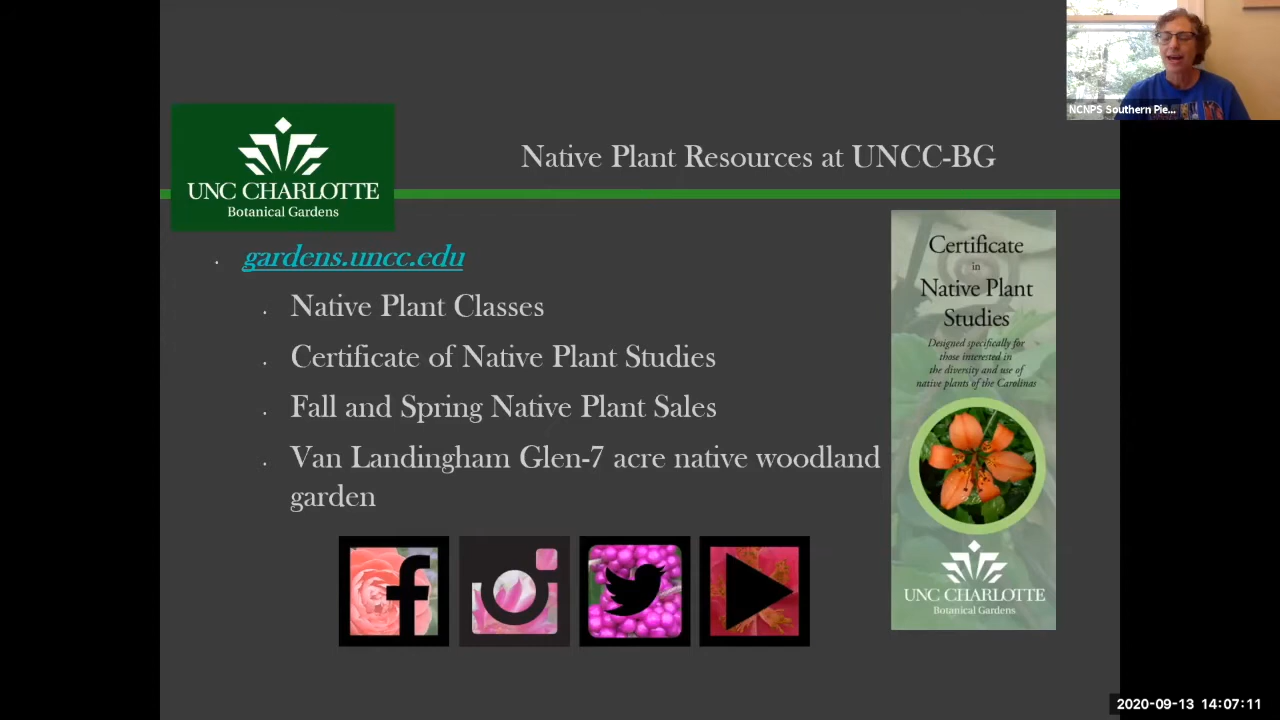 NCNPS Southern Pie...
UNC CHARLOTTE
Botanical Gardens
Native Plant Resources at UNCC-BG
gardens.uncc.edu
Native Plant Classes
Certificate of Native Plant Studies
Fall and Spring Native Plant Sales
Van Landingham Glen-7 acre native woodland
garden
Certificate
in
Native Plant
Studies
Designed specifically for
those interested in
the diversity and use of
native plants of the Carolinas
UNC CHARLOTTE
Botanical Gardens
2020-09-13 14:07:11